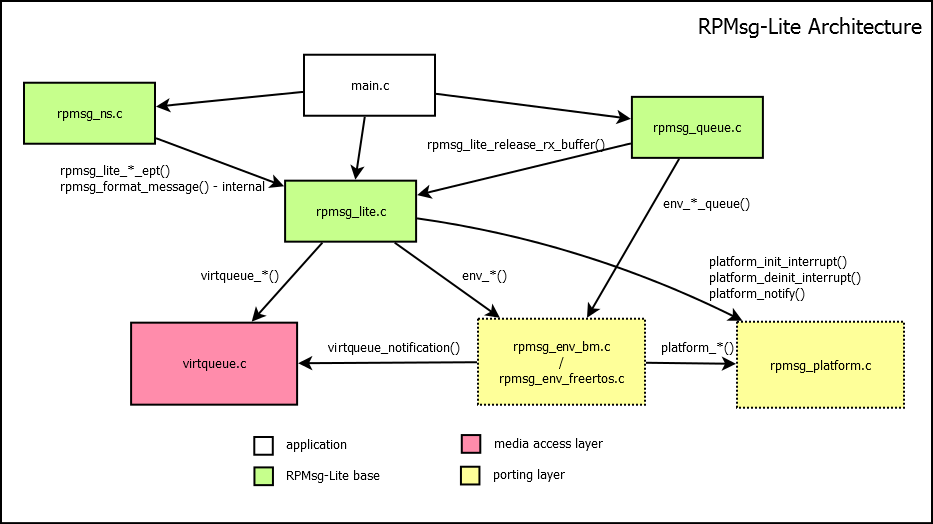 RPMsg-Lite Architecture
main.c
rpmsg_ns.c
rpmsg_queue.c
rpmsg_lite_release_rx_buffer()
rpmsg_lite_*_ept()
rpmsg_format_message() - internal
rpmsg_lite.c
env_*_queue()
platform_init_interrupt()
platform_deinit_interrupt()
platform_notify()
virtqueue_*()
env_*()
virtqueue.c
virtqueue_notification()
rpmsg_env_bm.c
/
rpmsg_env_freertos.c
platform_*()
rpmsg_platform.c
application
media access layer
RPMsg-Lite base
porting layer